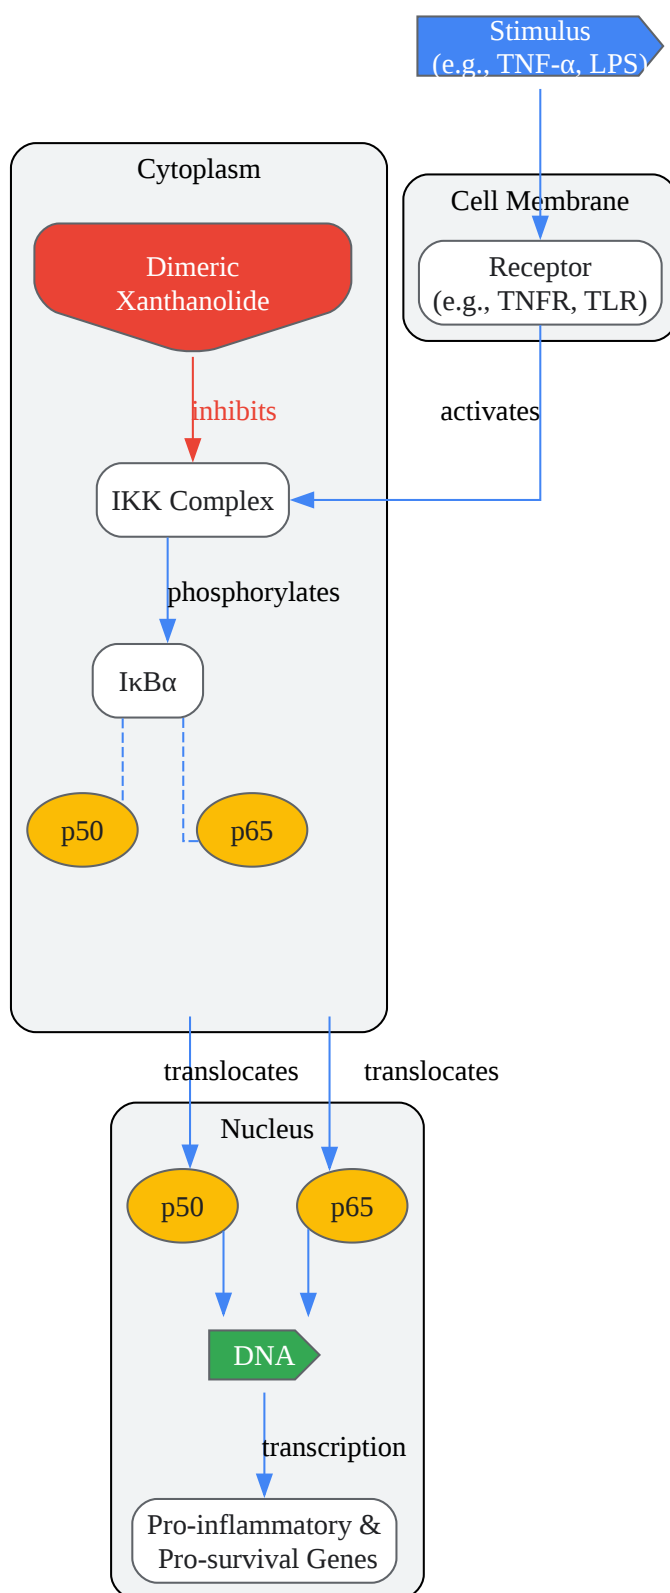 Stimulus
(e.g., TNF-α, LPS)
Cytoplasm
Cell Membrane
Dimeric
Xanthanolide
Receptor
(e.g., TNFR, TLR)
inhibits
activates
IKK Complex
phosphorylates
IκBα
p50
p65
translocates
translocates
Nucleus
p50
p65
DNA
transcription
Pro-inflammatory &
Pro-survival Genes